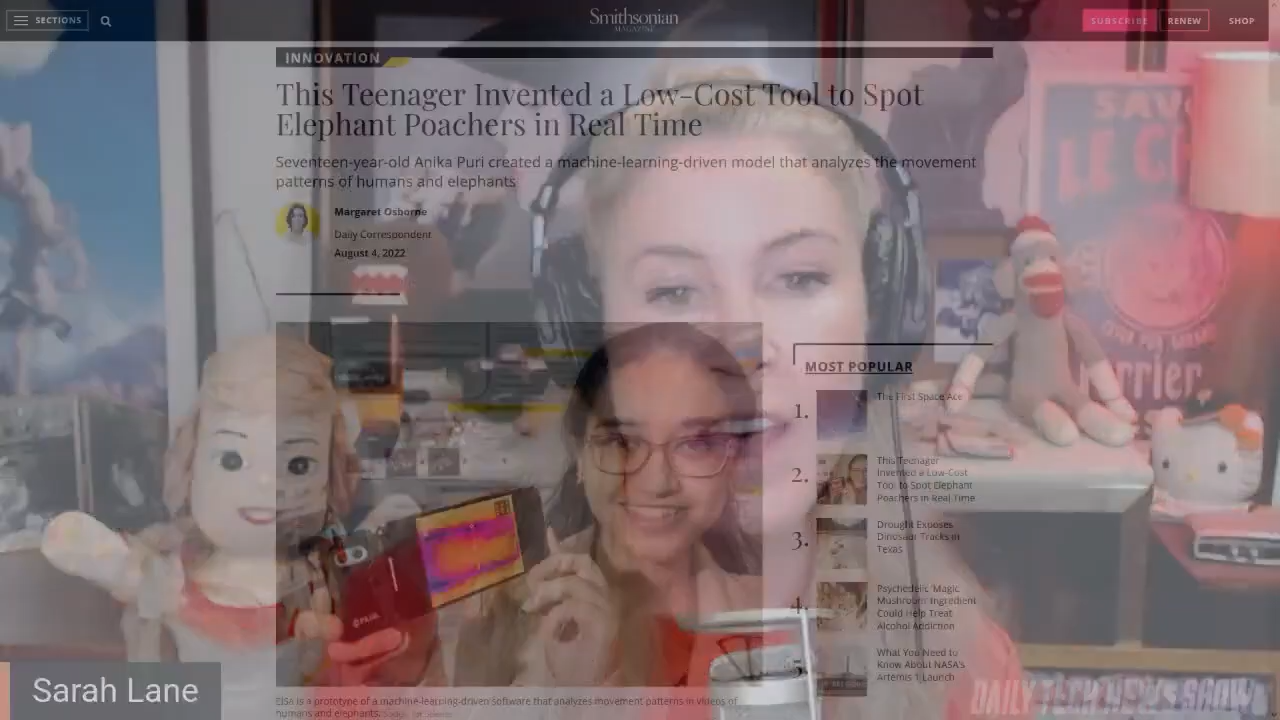 SECTIONS
Smithsonian
MAGAZINE
SUBSCRIBE
RENEW
SHOP
INNOVATION
This Teenager Invented a Low-Cost Tool to Spot
Elephant Poachers in Real Time
Seventeen-year-old Anika Puri created a machine-learning-driven model that analyzes the movement
patterns of humans and elephants
Margaret Osborne
Daily Correspondent
August 4, 2022
MOST POPULAR
1.
The First Space Ace
2.
This Teenager
Invented a Low-Cost
Tool to Spot Elephant
Poachers in Real Time
3.
Drought Exposes
Dinosaur Tracks in
Texas
4.
Psychedelic 'Magic
Mushroom' Ingredient
Could Help Treat
Alcohol Addiction
5.
What You Need to
Know About NASA's
Artemis 1 Launch
FLIR
ElSa is a prototype of a machine-learning-driven software that analyzes movement patterns in videos of
humans and elephants.
SAV
LE CH
rrier
Sarah Lane
DAILY TECH NEWS SHOW